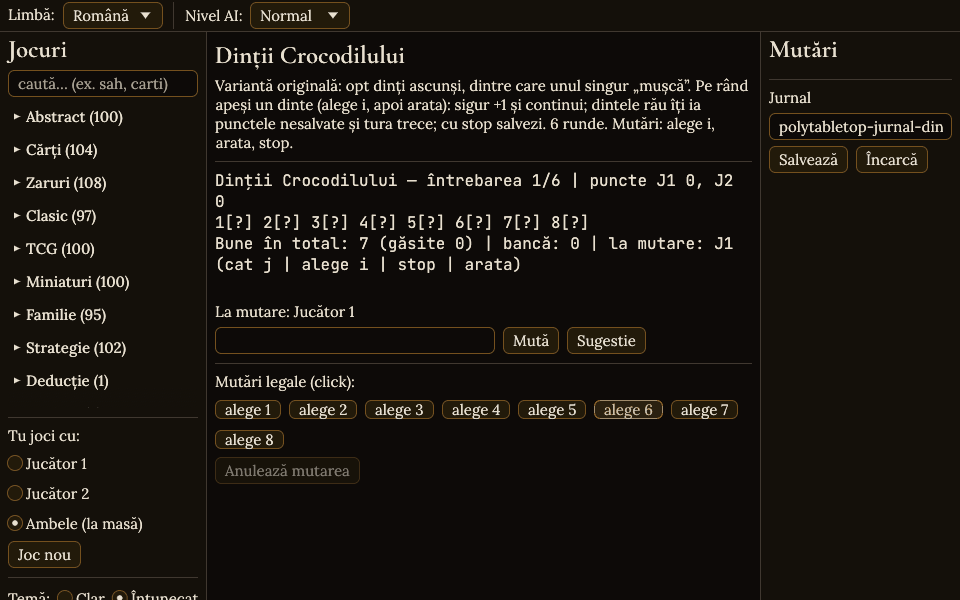 Limbă: Română ▼ Nivel AI: Normal ▼
Jocuri
caută... (ex. sah, carti)
▸ Abstract (100)
▸ Cărți (104)
▸ Zaruri (108)
▸ Clasic (97)
▸ TCG (100)
▸ Miniaturi (100)
▸ Familie (95)
▸ Strategie (102)
▸ Deducție (1)
Tu joci cu:
Jucător 1
Jucător 2
Ambele (la masă)
Joc nou
Temă: Clar Întunecat
Dinții Crocodilului
Variantă originală: opt dinți ascunși, dintre care unul singur „mușcă”. Pe rând
apeși un dinte (alege i, apoi arata): sigur +1 și continui; dintele rău îți ia
punctele nesalvate și tura trece; cu stop salvezi. 6 runde. Mutări: alege i,
arata, stop.
Dinții Crocodilului — întrebarea 1/6 | puncte J1 0, J2
0
1[?] 2[?] 3[?] 4[?] 5[?] 6[?] 7[?] 8[?]
Bune în total: 7 (găsite 0) | bancă: 0 | la mutare: J1
(cat j | alege i | stop | arata)
La mutare: Jucător 1
Mută Sugestie
Mutări legale (click):
alege 1 alege 2 alege 3 alege 4 alege 5 alege 6 alege 7
alege 8
Anulează mutarea
Mutări
Jurnal
polytabletop-jurnal-din
Salvează Încarcă